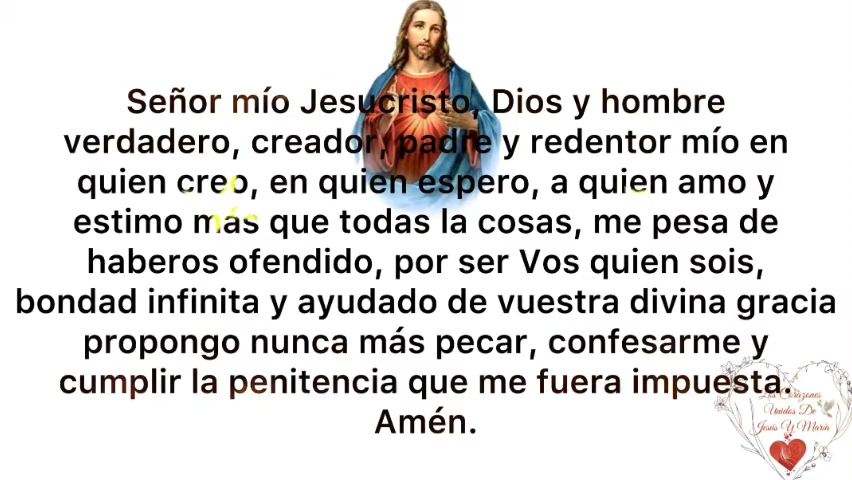 Señor mío Jesucristo, Dios y hombre
verdadero, creador, padre y redentor mío en
quien creo, en quien espero, a quien amo y
estimo más que todas la cosas, me pesa de
haberos ofendido, por ser Vos quien sois,
bondad infinita y ayudado de vuestra divina gracia
propongo nunca más pecar, confesarme y
cumplir la penitencia que me fuera impuesta.
Amén.
Los Corazones
Unidos De
Jesús Y María